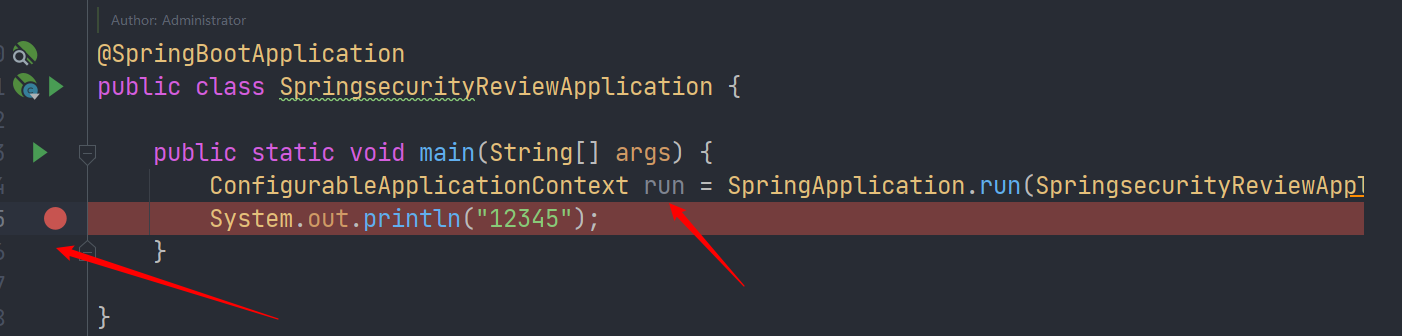 Author: Administrator
@SpringBootApplication
public class SpringsecurityReviewApplication {
public static void main(String[] args) {
ConfigurableApplicationContext run = SpringApplication.run(SpringsecurityReviewAppl
System.out.println("12345");
}
}